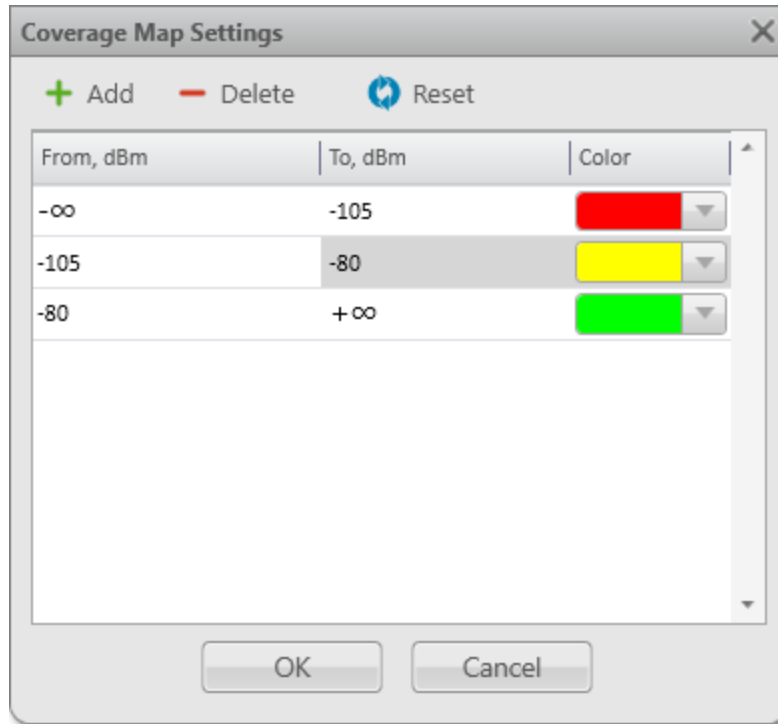 Coverage Map Settings
Add Delete Reset
From, dBm To, dBm Color
-∞ -105
-105 -80
-80 +∞
OK Cancel